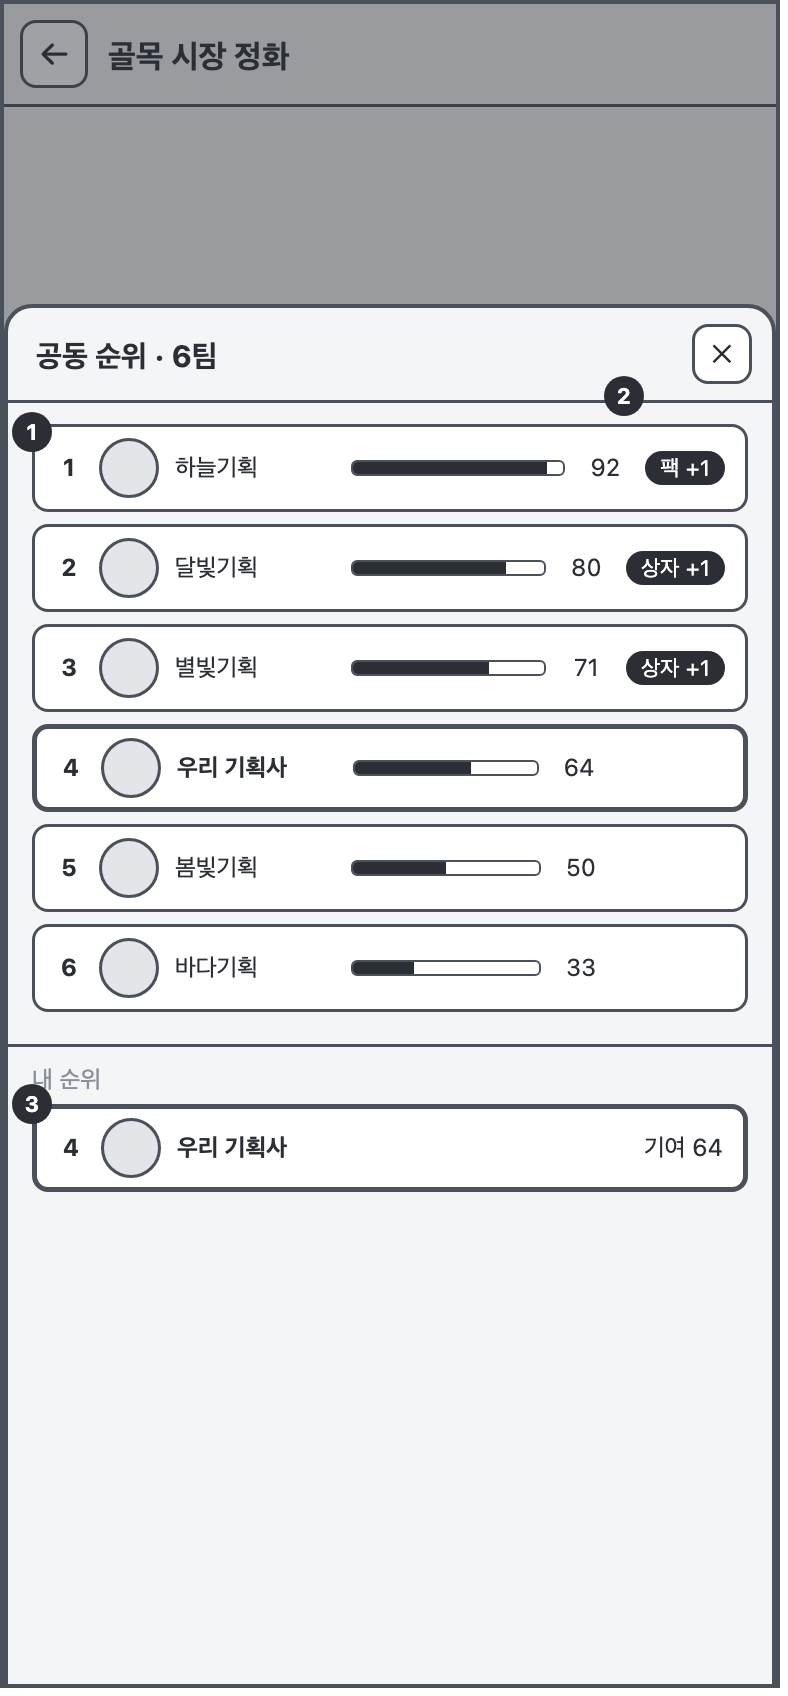 골목 시장 정화
공동 순위 · 6팀
2
1
1 하늘기획 92 팩 +1
2 달빛기획 80 상자 +1
3 별빛기획 71 상자 +1
4 우리 기획사 64
5 봄빛기획 50
6 바다기획 33
내 순위
3
4 우리 기획사 기여 64